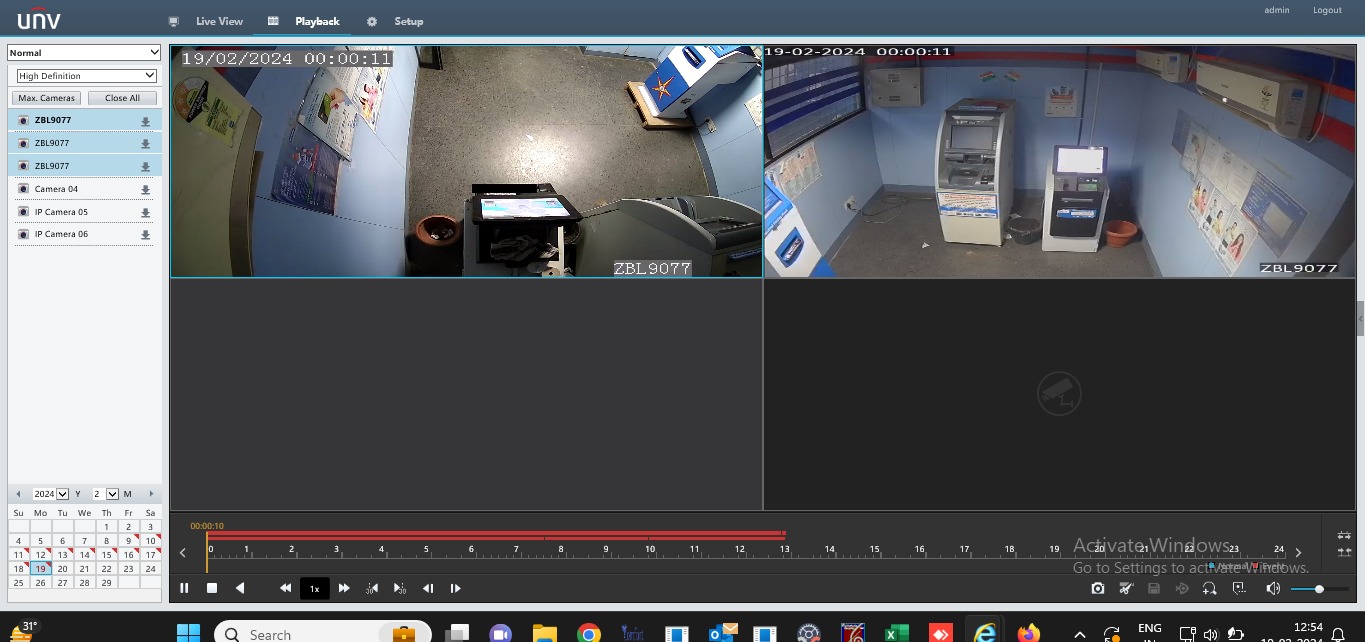 unv
Live View
Playback
Setup
admin
Logout
Normal
High Definition
Max. Cameras
Close All
ZBL9077
ZBL9077
ZBL9077
Camera 04
IP Camera 05
IP Camera 06
19/02/2024 00:00:11
ZBL9077
19-02-2024 00:00:11
ZBL9077
2024 Y 2 M
Su Mo Tu We Th Fr Sa
1 2 3
4 5 6 7 8 9 10
11 12 13 14 15 16 17
18 19 20 21 22 23 24
25 26 27 28 29
00:00:10
0 1 2 3 4 5 6 7 8 9 10 11 12 13 14 15 16 17 18 19 20 21 22 23 24
Normal Event
Activate Windows
Go to Settings to activate Windows.
1x
31°
Search
ENG
IN
12:54
19-02-2024